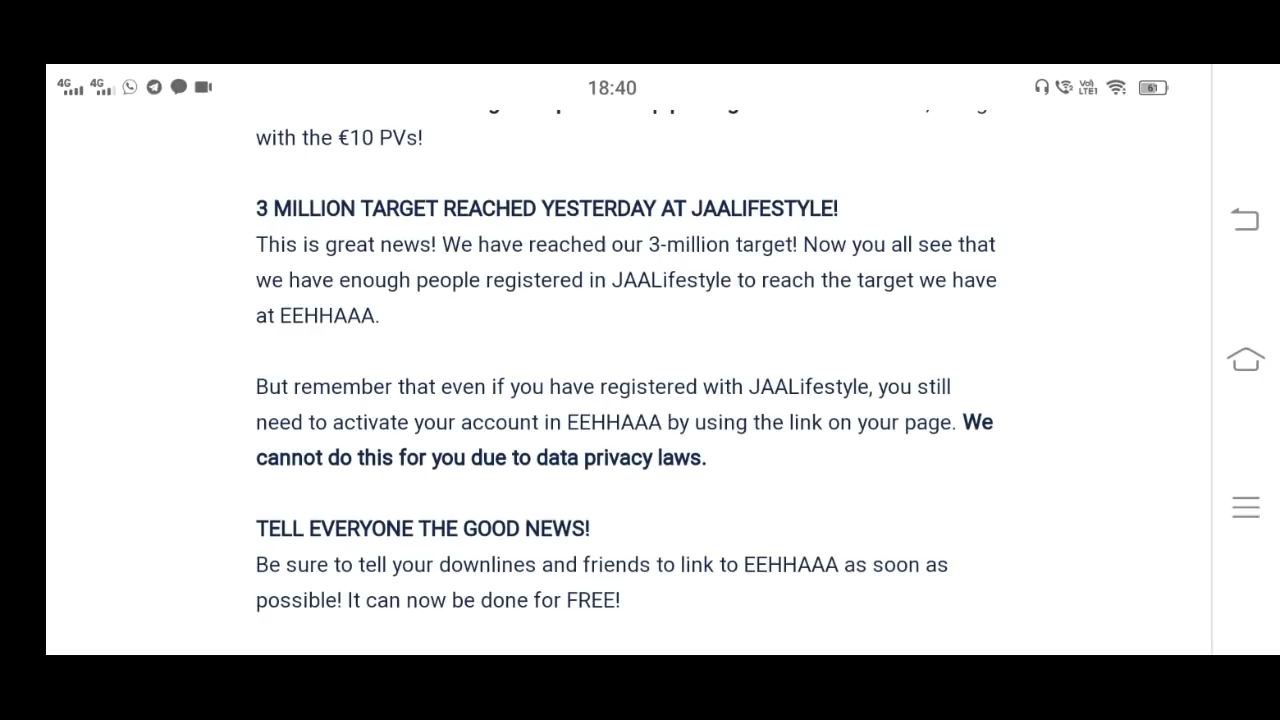 4G 4G 18:40 Vo) LTE1 61
with the €10 PVs!
3 MILLION TARGET REACHED YESTERDAY AT JAALIFESTYLE!
This is great news! We have reached our 3-million target! Now you all see that
we have enough people registered in JAALifestyle to reach the target we have
at EEHHAAA.
But remember that even if you have registered with JAALifestyle, you still
need to activate your account in EEHHAAA by using the link on your page. We
cannot do this for you due to data privacy laws.
TELL EVERYONE THE GOOD NEWS!
Be sure to tell your downlines and friends to link to EEHHAAA as soon as
possible! It can now be done for FREE!